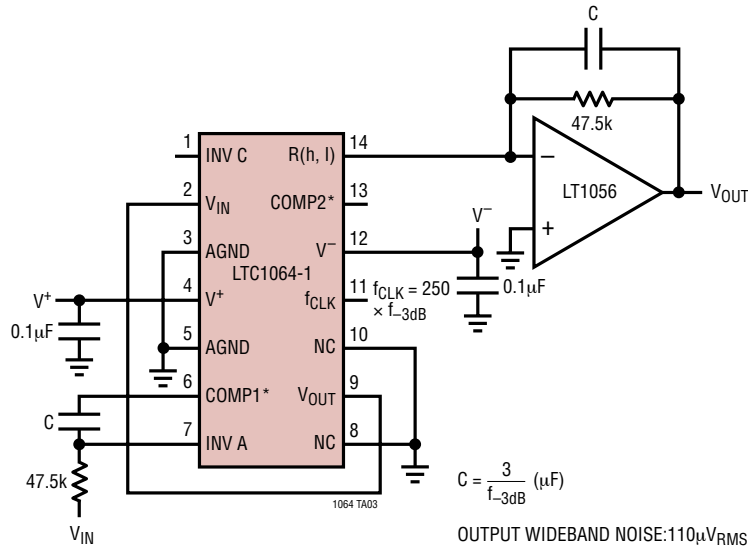 C
47.5k
LT1056
–
+
VOUT
1 INV C
2 VIN
3 AGND
4 V+
5 AGND
6 COMP1*
7 INV A
LTC1064-1
R(h, I) 14
COMP2* 13
V– 12
fCLK 11
NC 10
VOUT 9
NC 8
fCLK = 250
× f–3dB
V–
0.1µF
V+
0.1µF
C
47.5k
VIN
1064 TA03
C = 3/f–3dB (µF)
OUTPUT WIDEBAND NOISE:110µVRMS